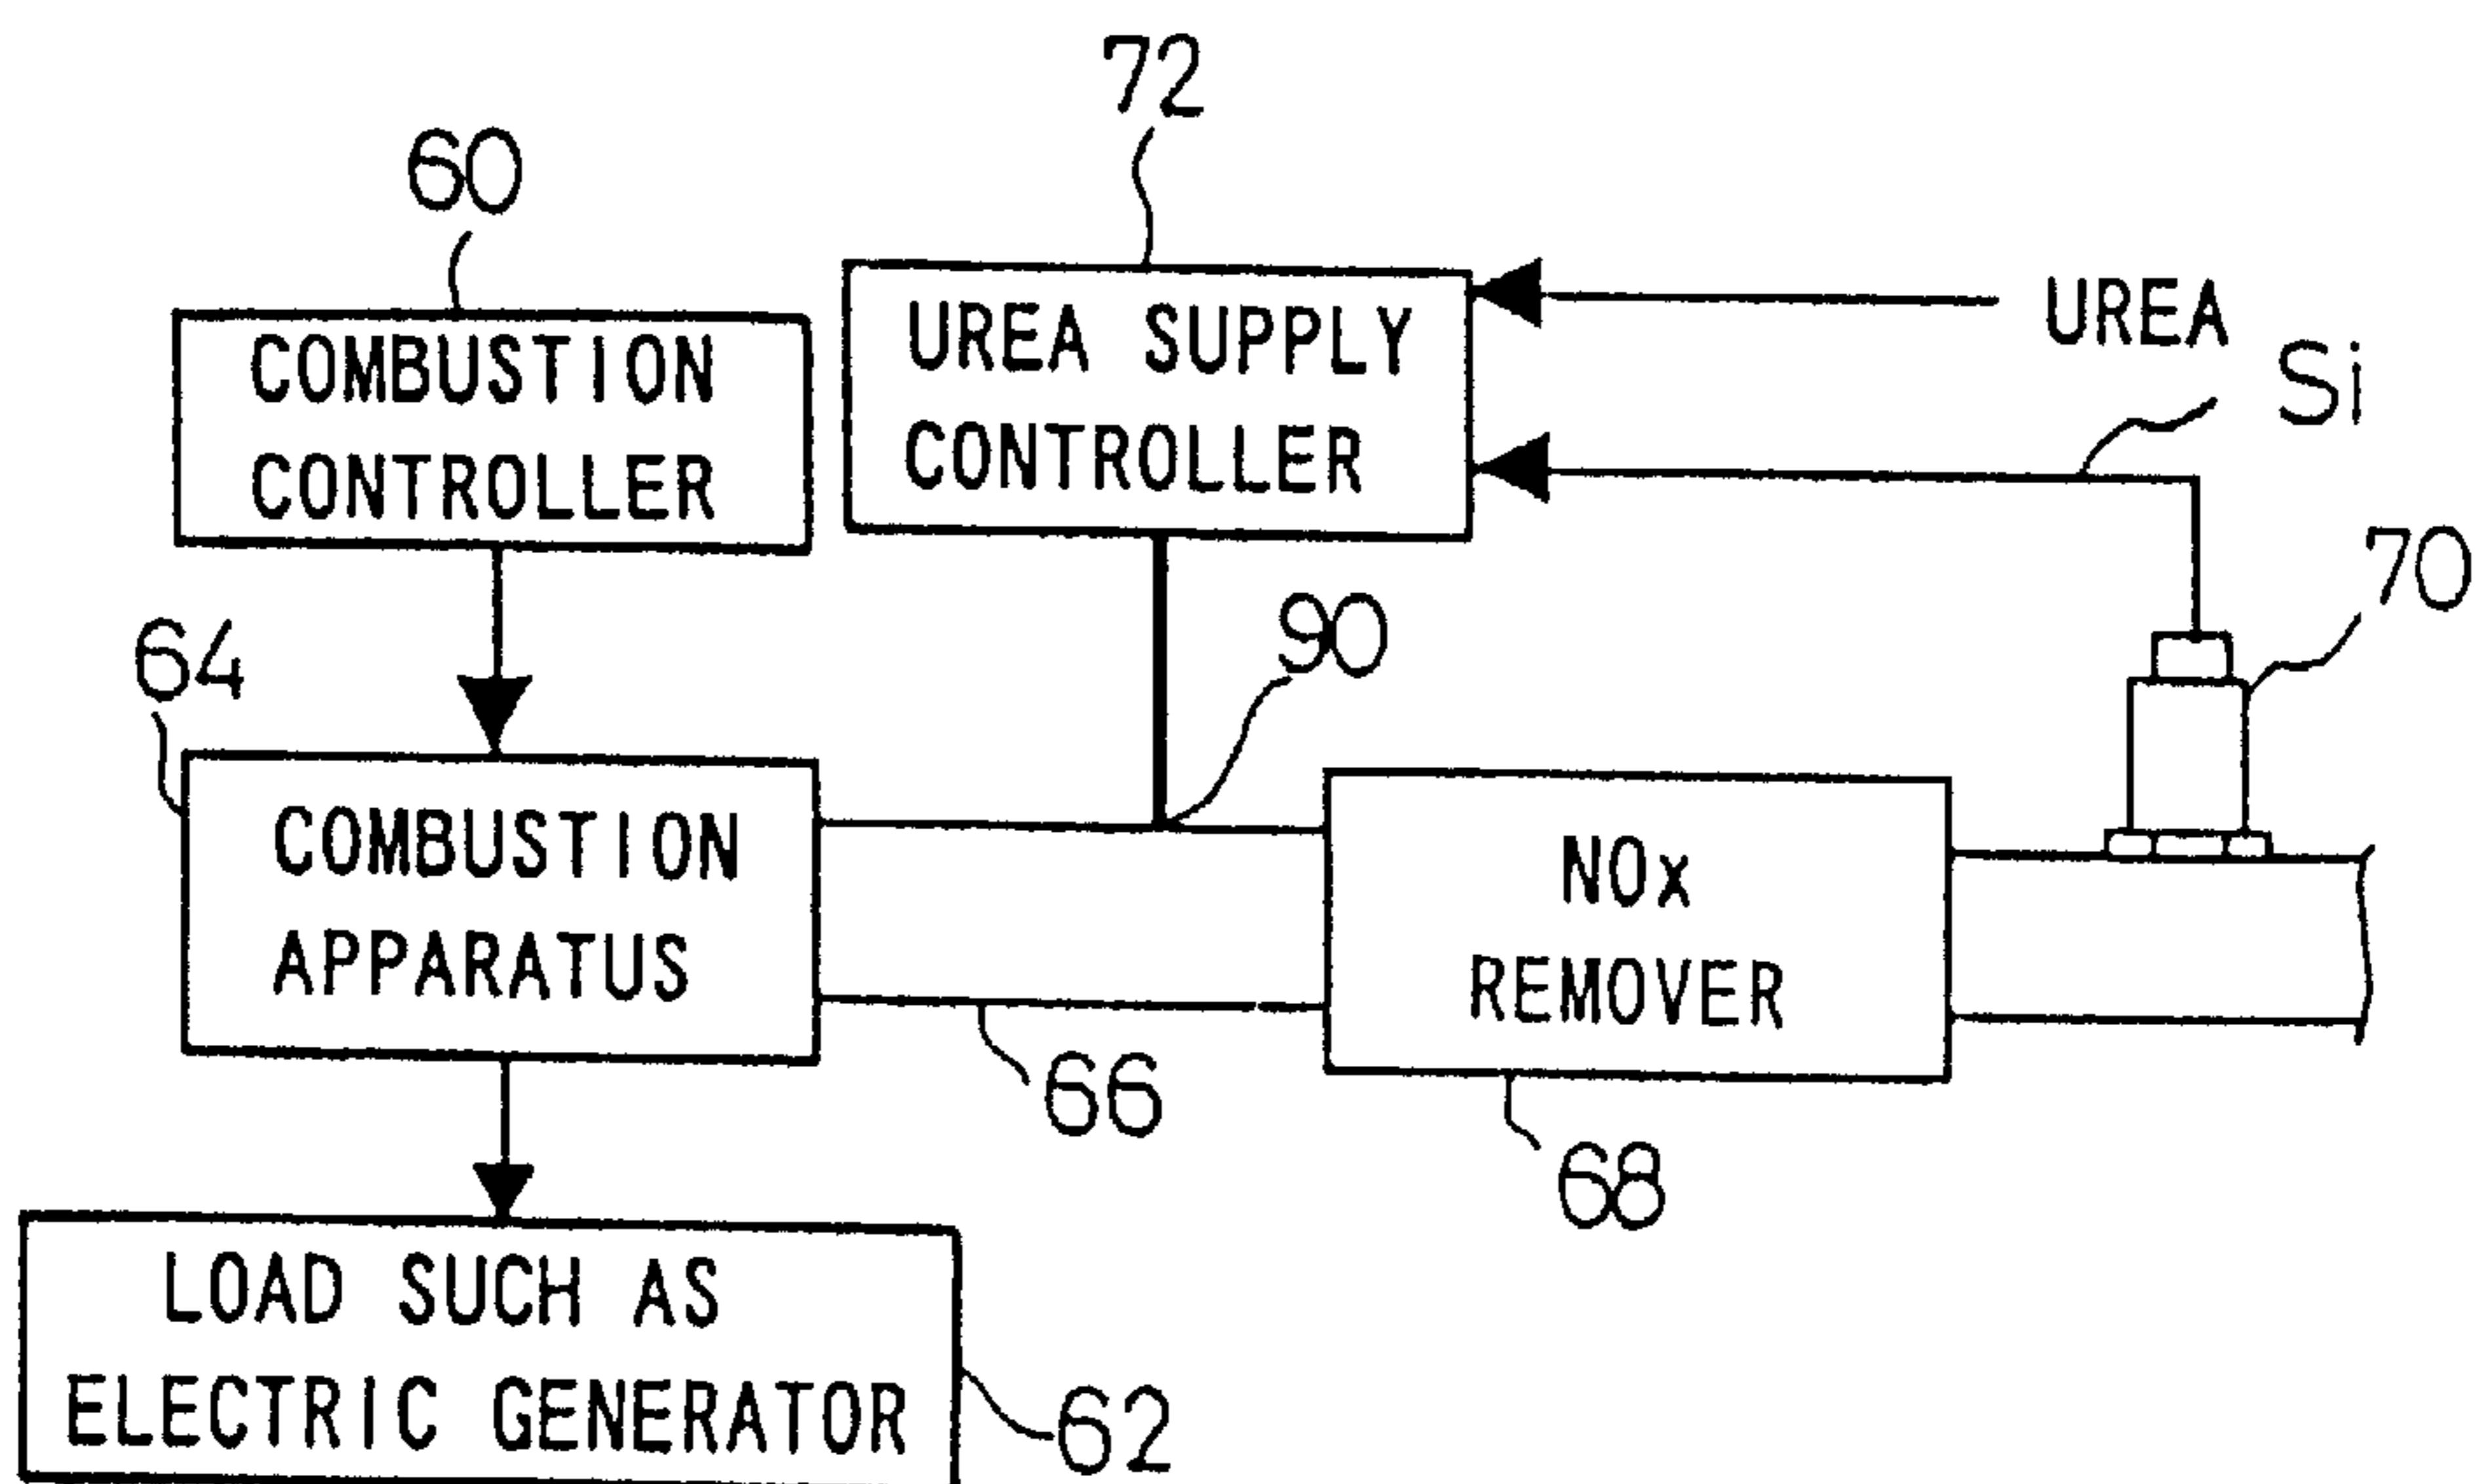 72
60
UREA SUPPLY
CONTROLLER
UREA
Si
COMBUSTION
CONTROLLER
70
90
64
COMBUSTION
APPARATUS
NOx
REMOVER
66
68
LOAD SUCH AS
ELECTRIC GENERATOR
62